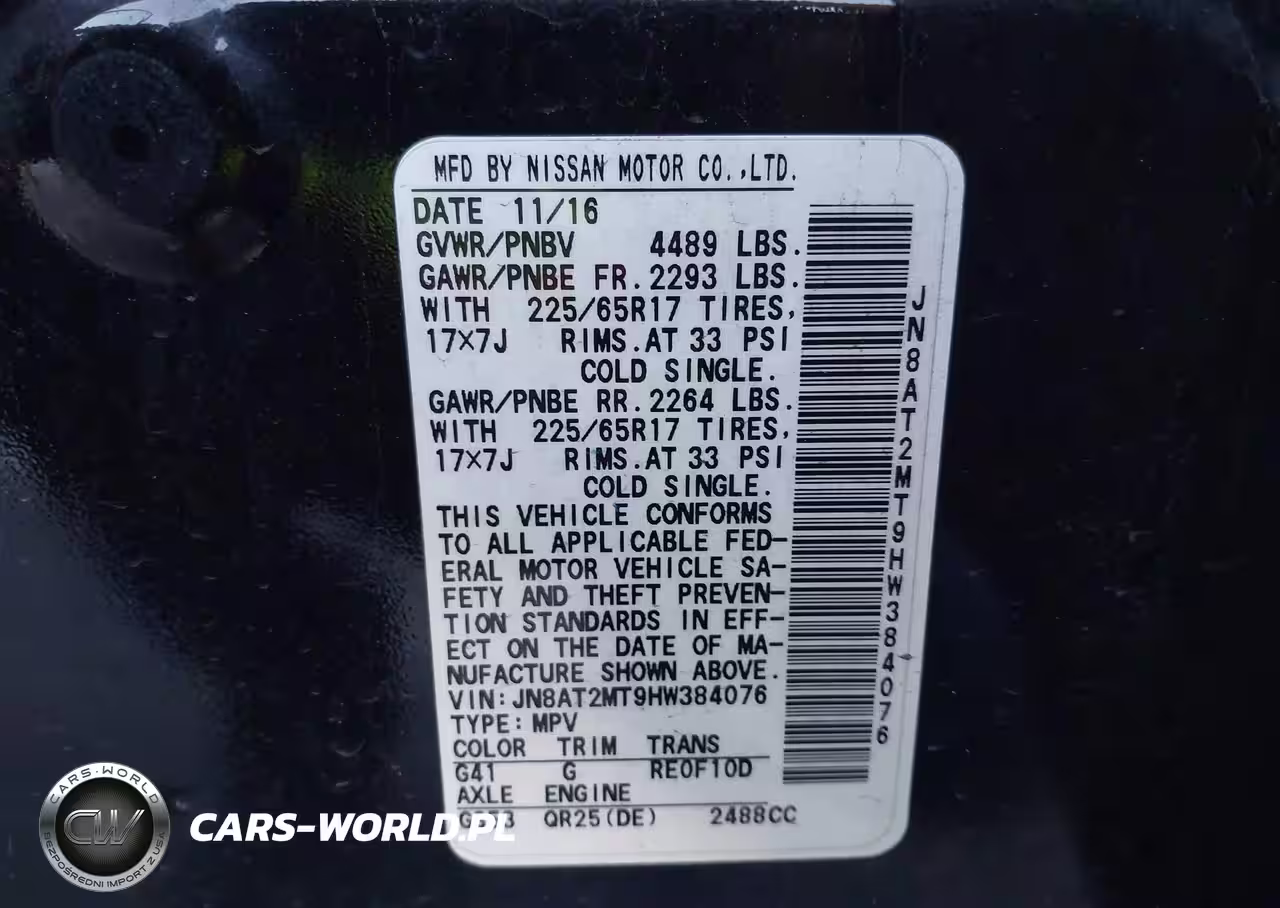 MFD BY NISSAN MOTOR CO.,LTD.
DATE 11/16
GVWR/PNBV 4489 LBS.
GAWR/PNBE FR.2293 LBS.
WITH 225/65R17 TIRES,
17×7J RIMS.AT 33 PSI
COLD SINGLE.
GAWR/PNBE RR.2264 LBS.
WITH 225/65R17 TIRES,
17×7J RIMS.AT 33 PSI
COLD SINGLE.
THIS VEHICLE CONFORMS
TO ALL APPLICABLE FED-
ERAL MOTOR VEHICLE SA-
FETY AND THEFT PREVEN-
TION STANDARDS IN EFF-
ECT ON THE DATE OF MA-
NUFACTURE SHOWN ABOVE.
VIN:JN8AT2MT9HW384076
TYPE:MPV
COLOR TRIM TRANS
G41 G RE0F10D
AXLE ENGINE
QR25(DE) 2488CC
JN8AT2MT9HW384076
CARS-WORLD
CW
BEZPOŚREDNI IMPORT Z USA
CARS-WORLD.PL